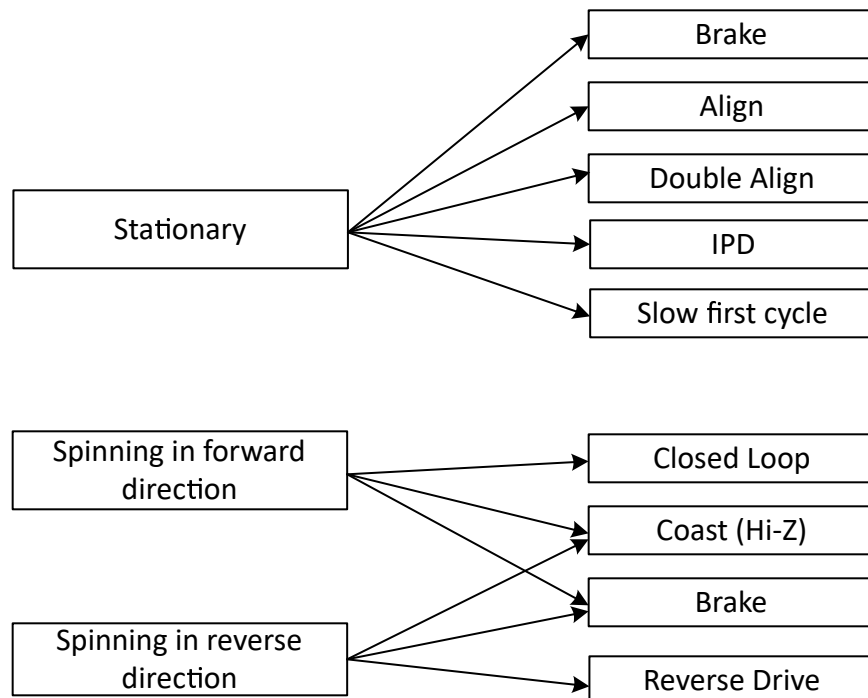 Brake
Align
Double Align
Stationary
IPD
Slow first cycle
Spinning in forward
direction
Closed Loop
Coast (Hi-Z)
Brake
Spinning in reverse
direction
Reverse Drive